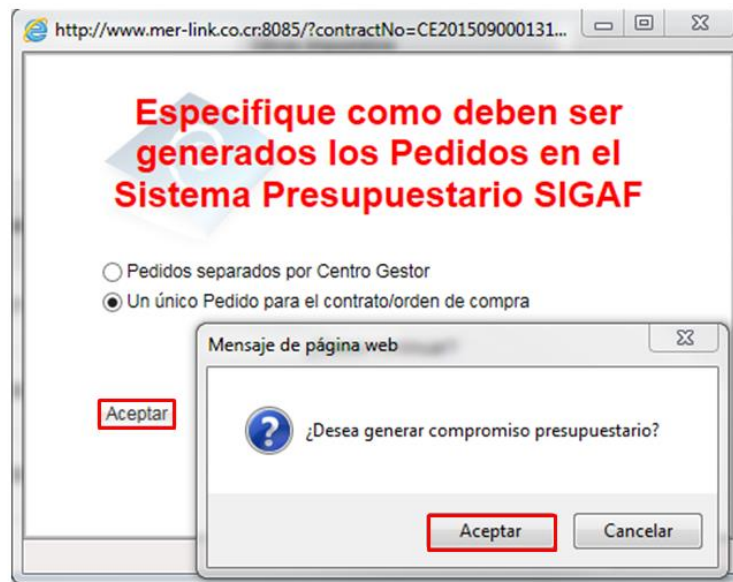 http://www.mer-link.co.cr:8085/?contractNo=CE201509000131...
Especifique como deben ser
generados los Pedidos en el
Sistema Presupuestario SIGAF
Pedidos separados por Centro Gestor
Un único Pedido para el contrato/orden de compra
Aceptar
Mensaje de página web
¿Desea generar compromiso presupuestario?
Aceptar
Cancelar